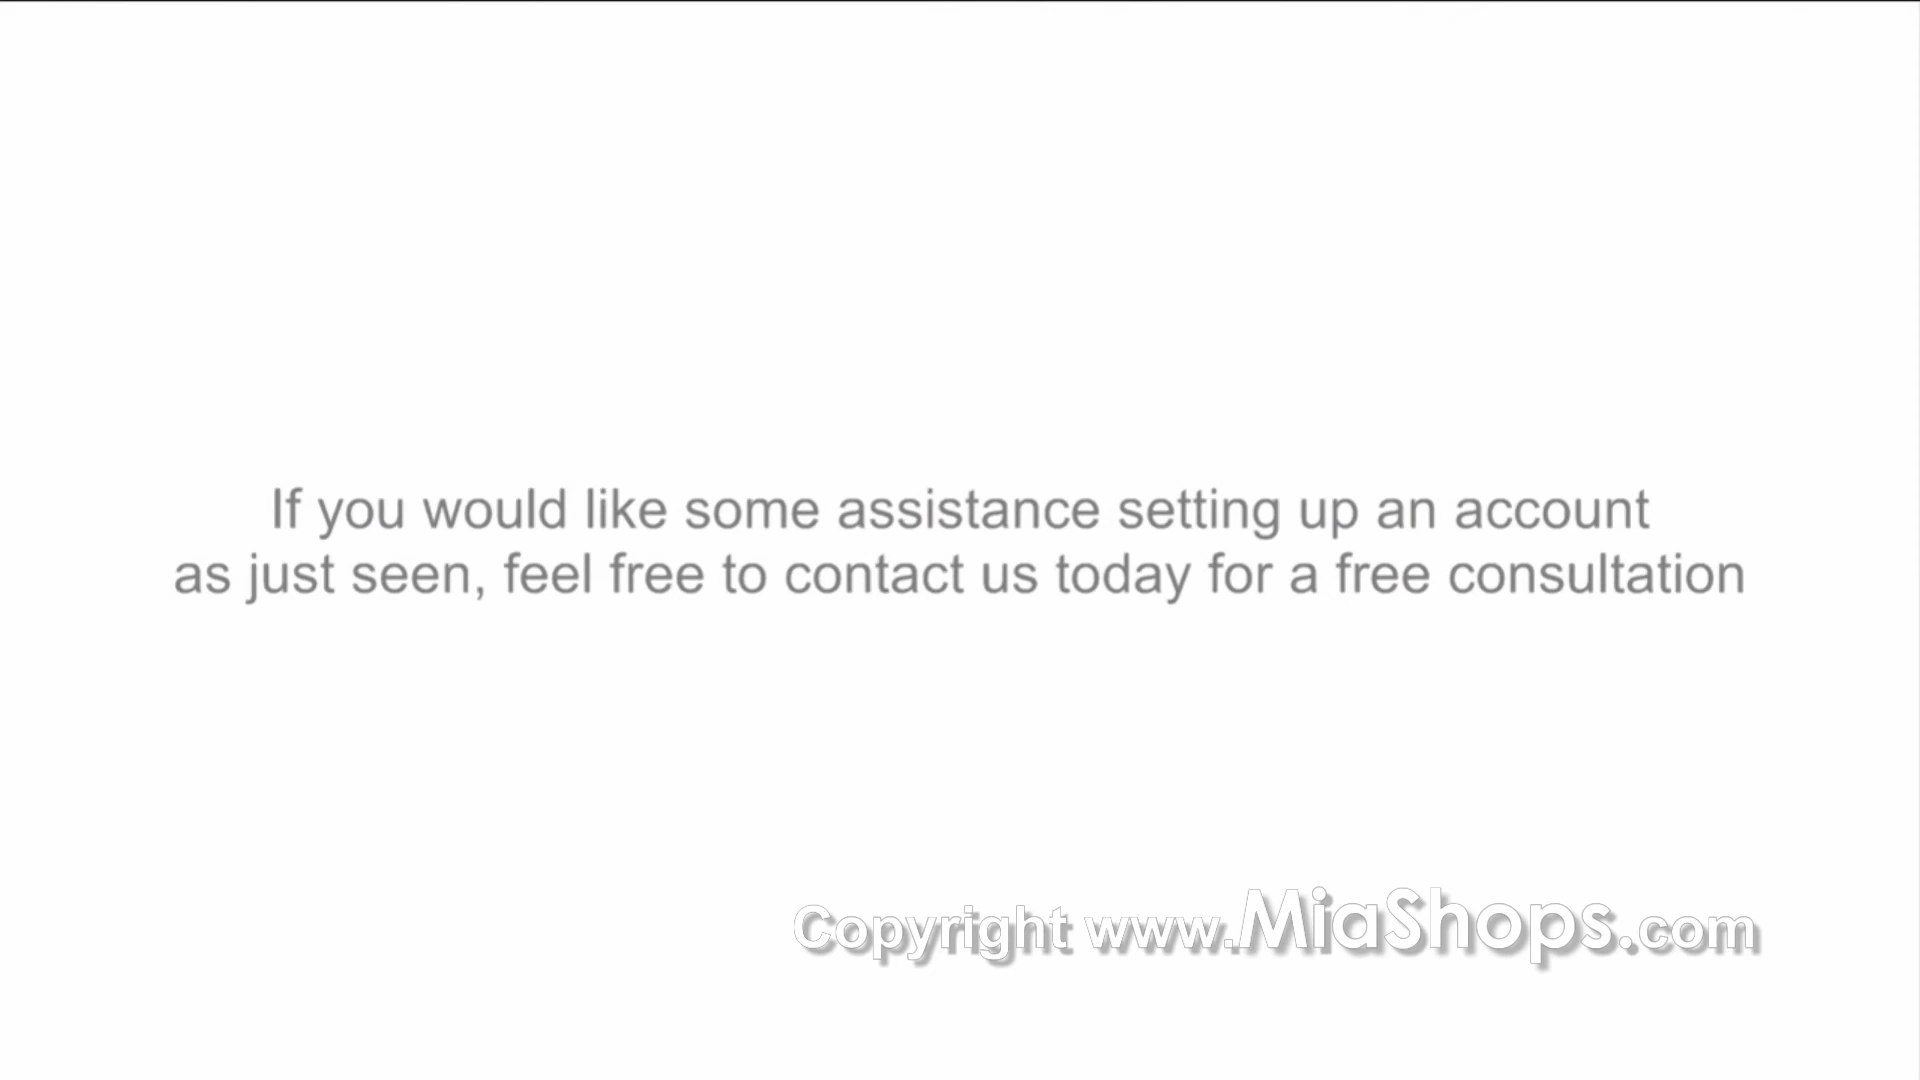 If you would like some assistance setting up an account
as just seen, feel free to contact us today for a free consultation
Copyright www.MiaShops.com